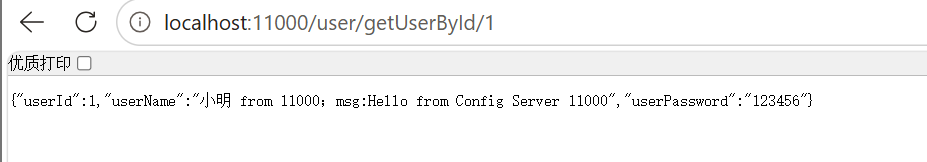 localhost:11000/user/getUserById/1
优质打印
{"userId":1,"userName":"小明 from 11000; msg:Hello from Config Server 11000","userPassword":"123456"}